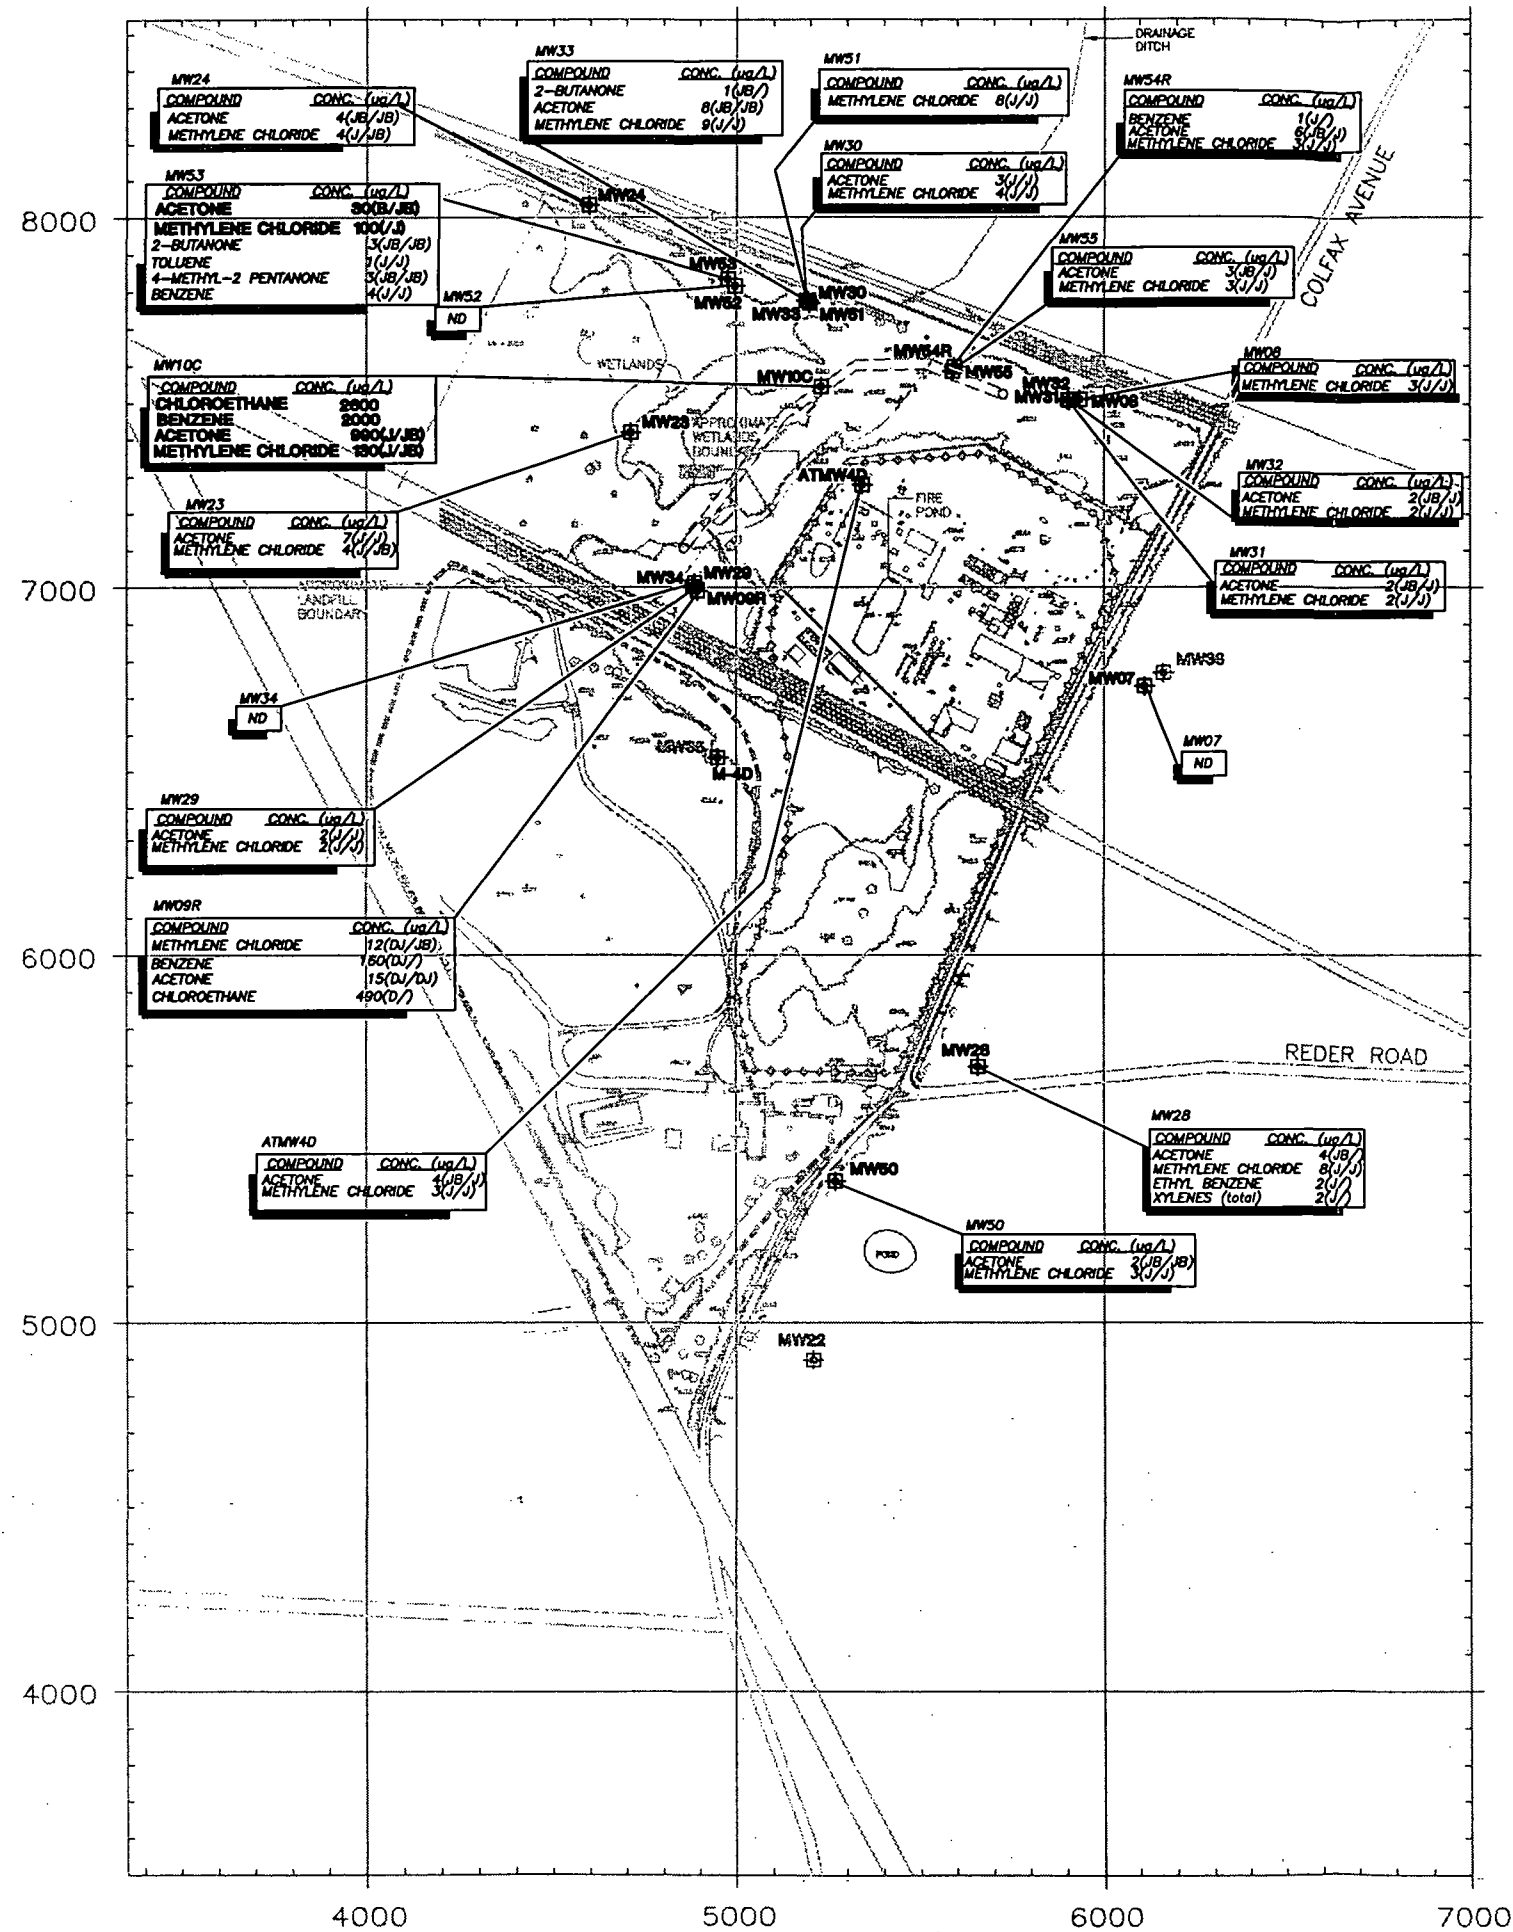 DRAINAGE
DITCH
MW24
COMPOUND CONC. (ug/L)
ACETONE 4(JB/JB)
METHYLENE CHLORIDE 4(J/JB)
MW33
COMPOUND CONC. (ug/L)
2-BUTANONE 1(JB/)
ACETONE 8(JB/JB)
METHYLENE CHLORIDE 9(J/J)
MW51
COMPOUND CONC. (ug/L)
METHYLENE CHLORIDE 8(J/J)
MW54R
COMPOUND CONC. (ug/L)
BENZENE 1(J/)
ACETONE 6(JB/J)
METHYLENE CHLORIDE 3(J/J)
MW30
COMPOUND CONC. (ug/L)
ACETONE 3(J/J)
METHYLENE CHLORIDE 4(J/J)
MW53
COMPOUND CONC. (ug/L)
ACETONE 30(B/JB)
METHYLENE CHLORIDE 100(/J)
2-BUTANONE 3(JB/JB)
TOLUENE 1(J/J)
4-METHYL-2 PENTANONE 3(JB/JB)
BENZENE 4(J/J)
MW52
ND
MW55
COMPOUND CONC. (ug/L)
ACETONE 3(JB/J)
METHYLENE CHLORIDE 3(J/J)
COLFAX AVENUE
8000
MW24
MW53
MW52
MW30
MW33 MW51
WETLANDS
MW54R
MW55
MW10C
MW32
MW31
MW08
MW08
COMPOUND CONC. (ug/L)
METHYLENE CHLORIDE 3(J/J)
MW10C
COMPOUND CONC. (ug/L)
CHLOROETHANE 2600
BENZENE 2000
ACETONE 990(J/JB)
METHYLENE CHLORIDE 130(J/JB)
MW23
APPROXIMATE
WETLANDS
BOUNDARY
ATMW4D
FIRE
POND
MW32
COMPOUND CONC. (ug/L)
ACETONE 2(JB/J)
METHYLENE CHLORIDE 2(J/J)
MW23
COMPOUND CONC. (ug/L)
ACETONE 7(J/J)
METHYLENE CHLORIDE 4(J/JB)
MW31
COMPOUND CONC. (ug/L)
ACETONE 2(JB/J)
METHYLENE CHLORIDE 2(J/J)
7000
LANDFILL
BOUNDARY
MW34
MW29
MW09R
MW38
MW07
MW34
ND
MW07
ND
M-4D
MW29
COMPOUND CONC. (ug/L)
ACETONE 2(J/J)
METHYLENE CHLORIDE 2(J/J)
MW09R
COMPOUND CONC. (ug/L)
METHYLENE CHLORIDE 12(DJ/JB)
BENZENE 160(DJ/)
ACETONE 15(DJ/DJ)
CHLOROETHANE 490(D/)
6000
REDER ROAD
MW28
MW28
COMPOUND CONC. (ug/L)
ACETONE 4(JB/)
METHYLENE CHLORIDE 8(J/J)
ETHYL BENZENE 2(J/)
XYLENES (total) 2(J/)
ATMW4D
COMPOUND CONC. (ug/L)
ACETONE 4(JB/J)
METHYLENE CHLORIDE 3(J/J)
MW50
MW50
COMPOUND CONC. (ug/L)
ACETONE 2(JB/JB)
METHYLENE CHLORIDE 3(J/J)
POND
5000
MW22
4000
4000 5000 6000 7000